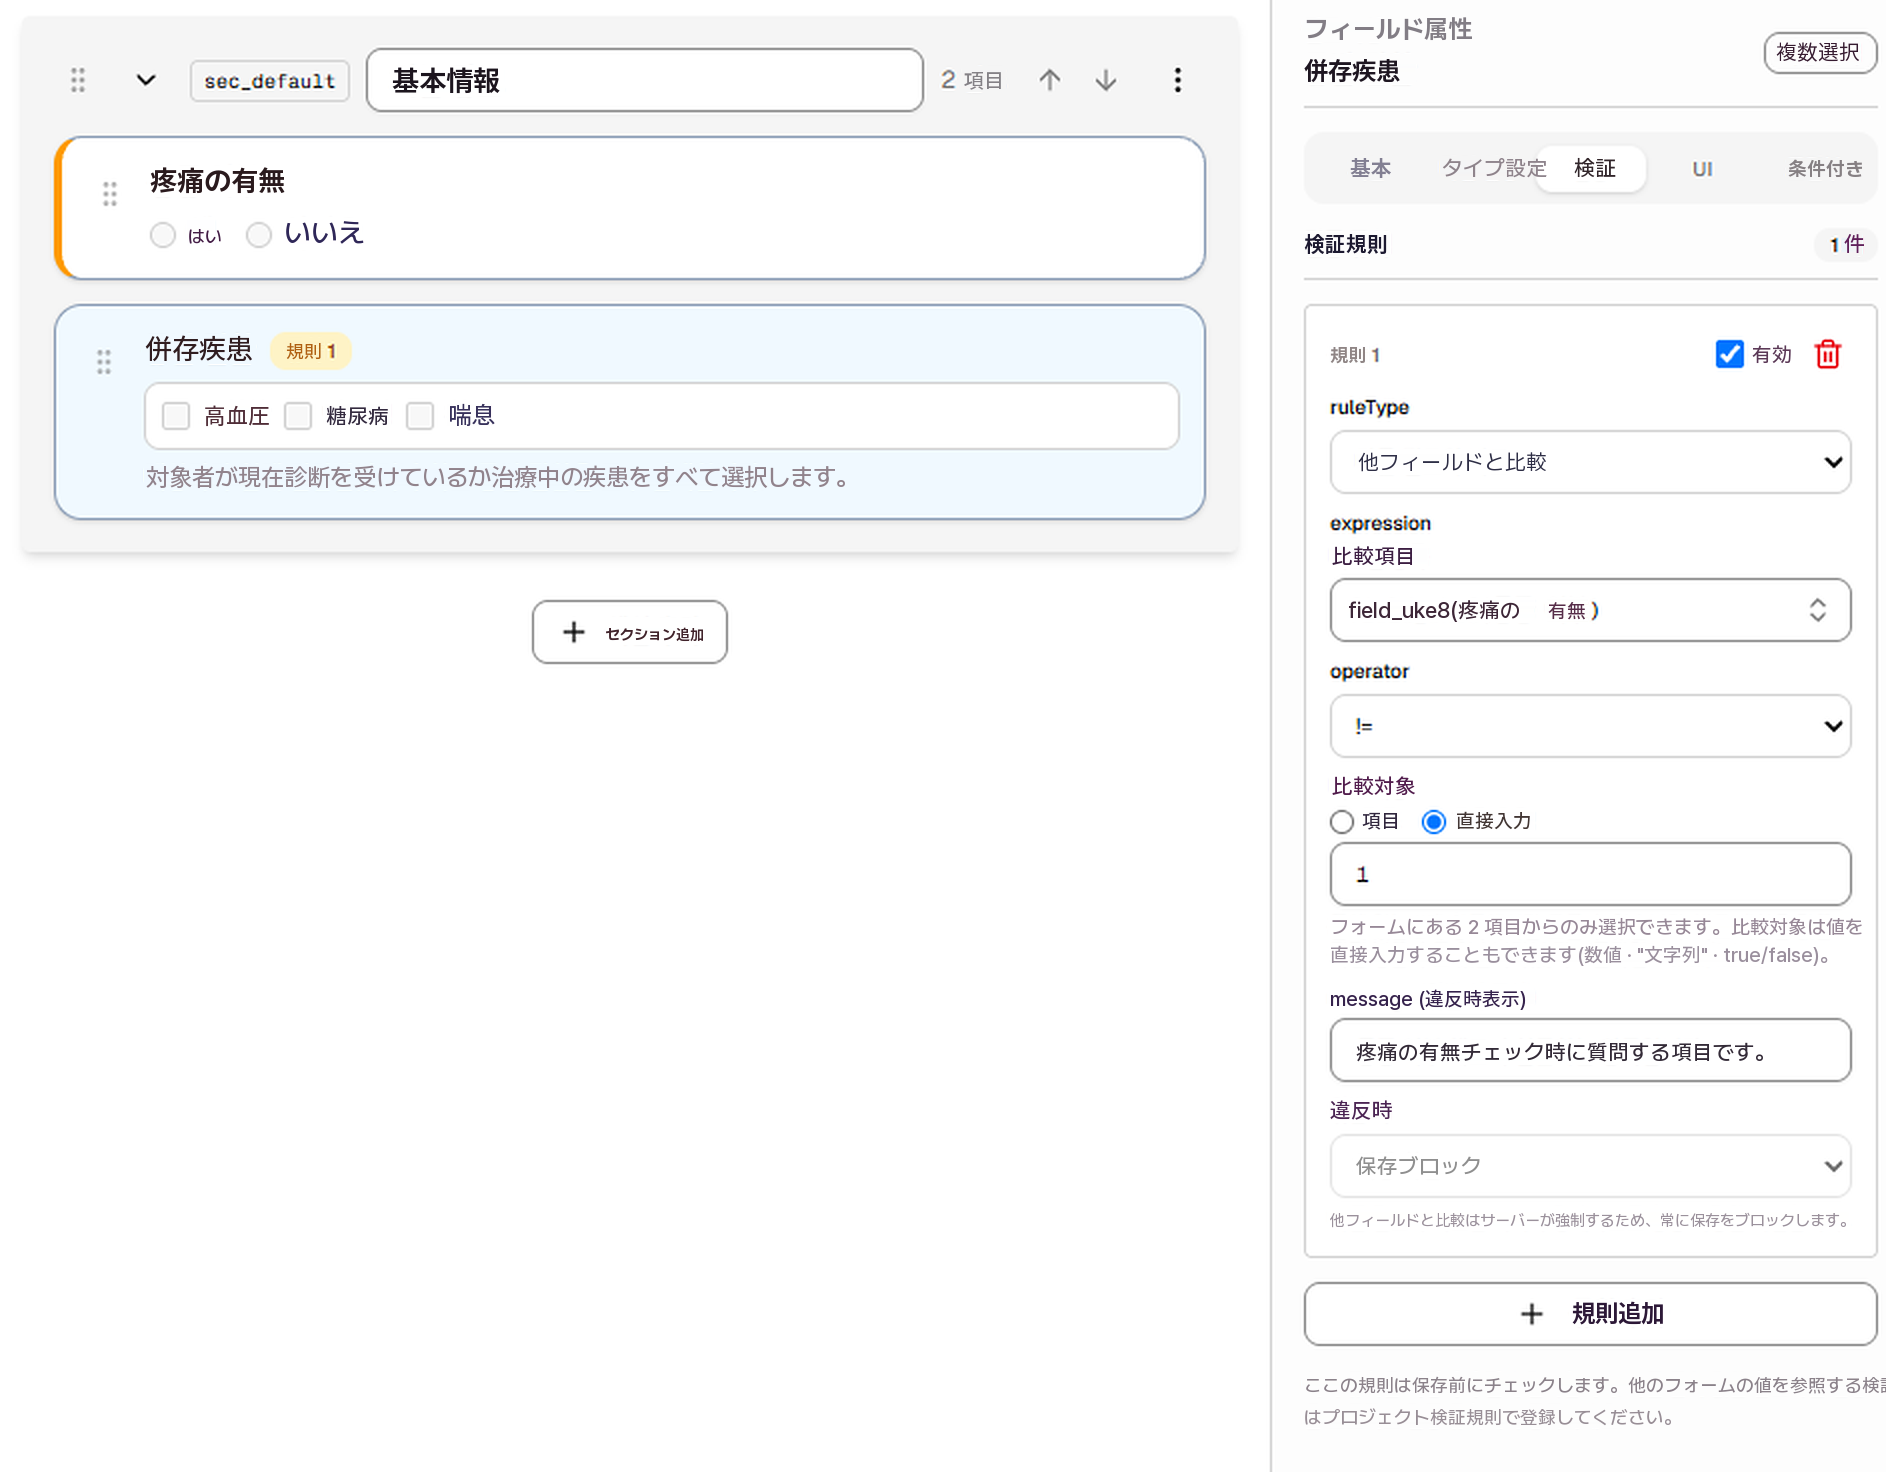 sec_default
基本情報
2 項目
疼痛の有無
はい いいえ
併存疾患 規則 1
高血圧 糖尿病 喘息
対象者が現在診断を受けているか治療中の疾患をすべて選択します。
セクション追加
フィールド属性
併存疾患
複数選択
基本 タイプ設定 検証 UI 条件付き
検証規則
1 件
規則 1
有効
ruleType
他フィールドと比較
expression
比較項目
field_uke8(疼痛の 有無 )
operator
!=
比較対象
項目 直接入力
1
フォームにある 2 項目からのみ選択できます。比較対象は値を
直接入力することもできます(数値 · "文字列" · true/false)。
message (違反時表示)
疼痛の有無チェック時に質問する項目です。
違反時
保存ブロック
他フィールドと比較はサーバーが強制するため、常に保存をブロックします。
規則追加
ここの規則は保存前にチェックします。他のフォームの値を参照する検
はプロジェクト検証規則で登録してください。